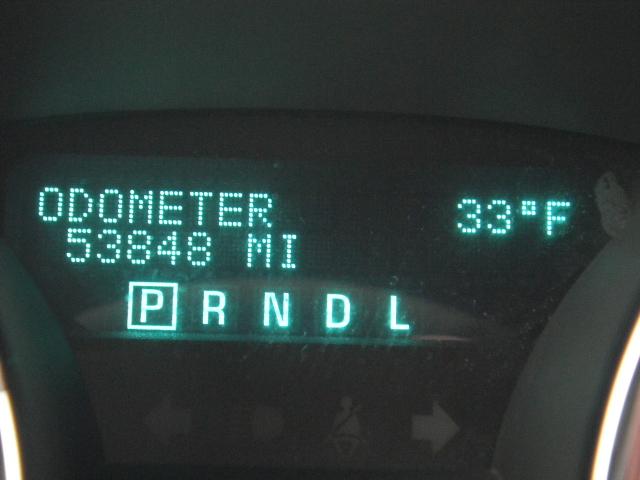 ODOMETER 33°F
53848 MI
P R N D L